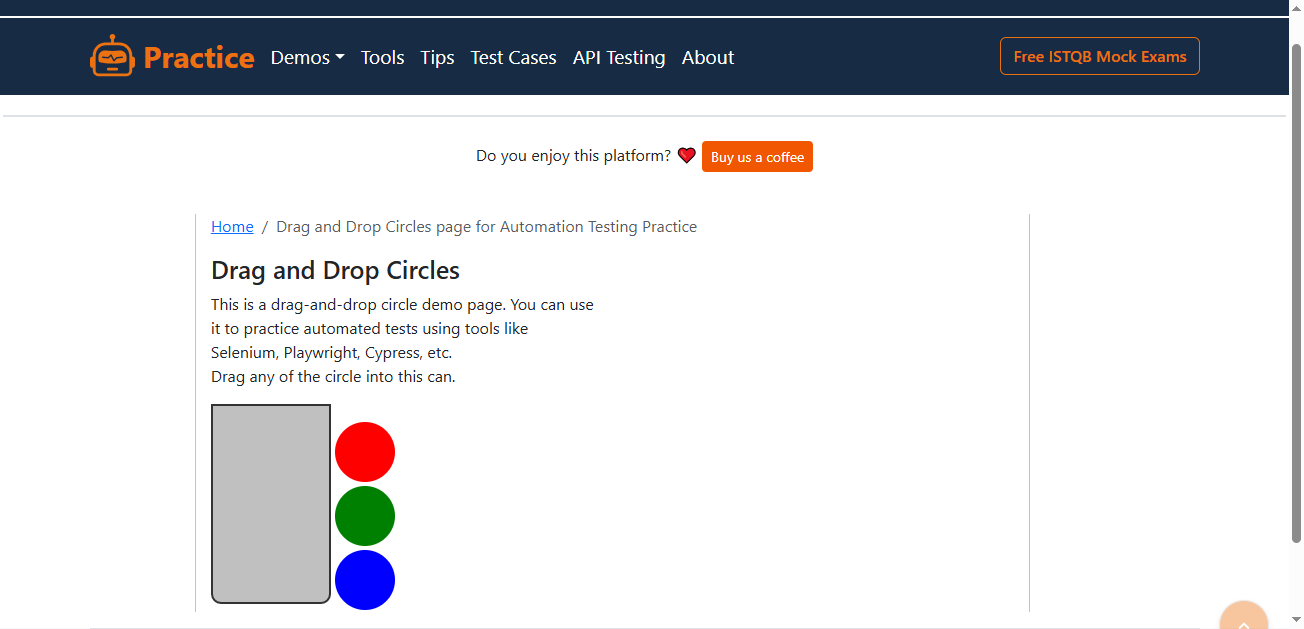 Practice Demos Tools Tips Test Cases API Testing About Free ISTQB Mock Exams
Do you enjoy this platform? Buy us a coffee
Home / Drag and Drop Circles page for Automation Testing Practice
Drag and Drop Circles
This is a drag-and-drop circle demo page. You can use
it to practice automated tests using tools like
Selenium, Playwright, Cypress, etc.
Drag any of the circle into this can.